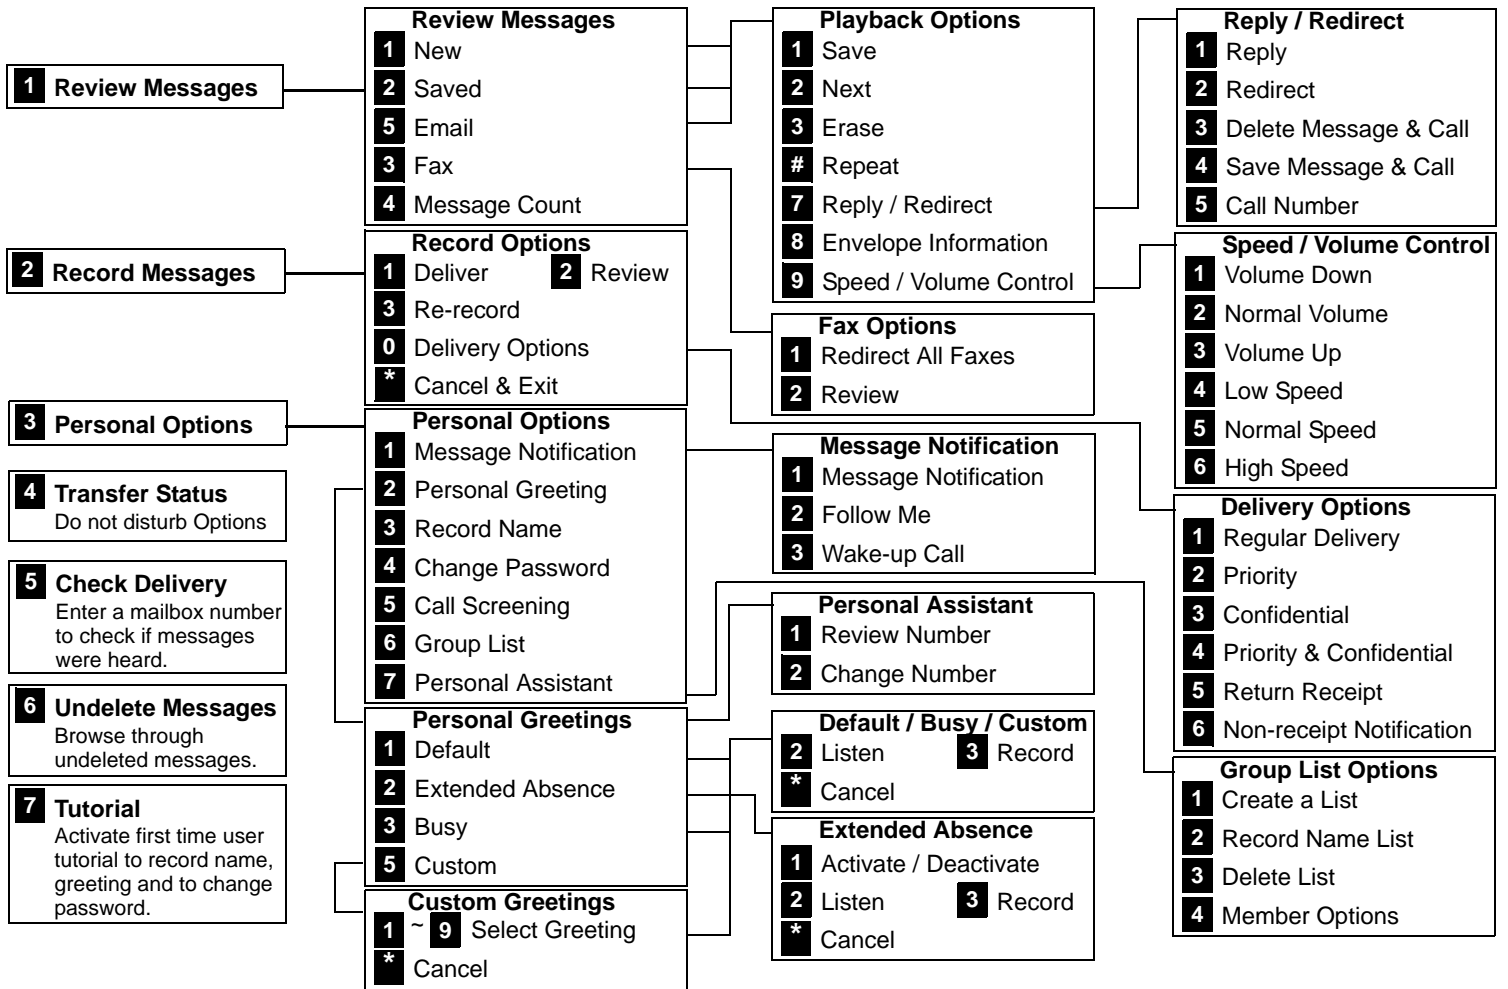 1 Review Messages
2 Record Messages
3 Personal Options
4 Transfer Status
Do not disturb Options
5 Check Delivery
Enter a mailbox number
to check if messages
were heard.
6 Undelete Messages
Browse through
undeleted messages.
7 Tutorial
Activate first time user
tutorial to record name,
greeting and to change
password.
Review Messages
1 New
2 Saved
5 Email
3 Fax
4 Message Count
Record Options
1 Deliver 2 Review
3 Re-record
0 Delivery Options
* Cancel & Exit
Personal Options
1 Message Notification
2 Personal Greeting
3 Record Name
4 Change Password
5 Call Screening
6 Group List
7 Personal Assistant
Personal Greetings
1 Default
2 Extended Absence
3 Busy
5 Custom
Custom Greetings
1 ~ 9 Select Greeting
* Cancel
Playback Options
1 Save
2 Next
3 Erase
# Repeat
7 Reply / Redirect
8 Envelope Information
9 Speed / Volume Control
Fax Options
1 Redirect All Faxes
2 Review
Message Notification
1 Message Notification
2 Follow Me
3 Wake-up Call
Personal Assistant
1 Review Number
2 Change Number
Default / Busy / Custom
2 Listen 3 Record
* Cancel
Extended Absence
1 Activate / Deactivate
2 Listen 3 Record
* Cancel
Reply / Redirect
1 Reply
2 Redirect
3 Delete Message & Call
4 Save Message & Call
5 Call Number
Speed / Volume Control
1 Volume Down
2 Normal Volume
3 Volume Up
4 Low Speed
5 Normal Speed
6 High Speed
Delivery Options
1 Regular Delivery
2 Priority
3 Confidential
4 Priority & Confidential
5 Return Receipt
6 Non-receipt Notification
Group List Options
1 Create a List
2 Record Name List
3 Delete List
4 Member Options